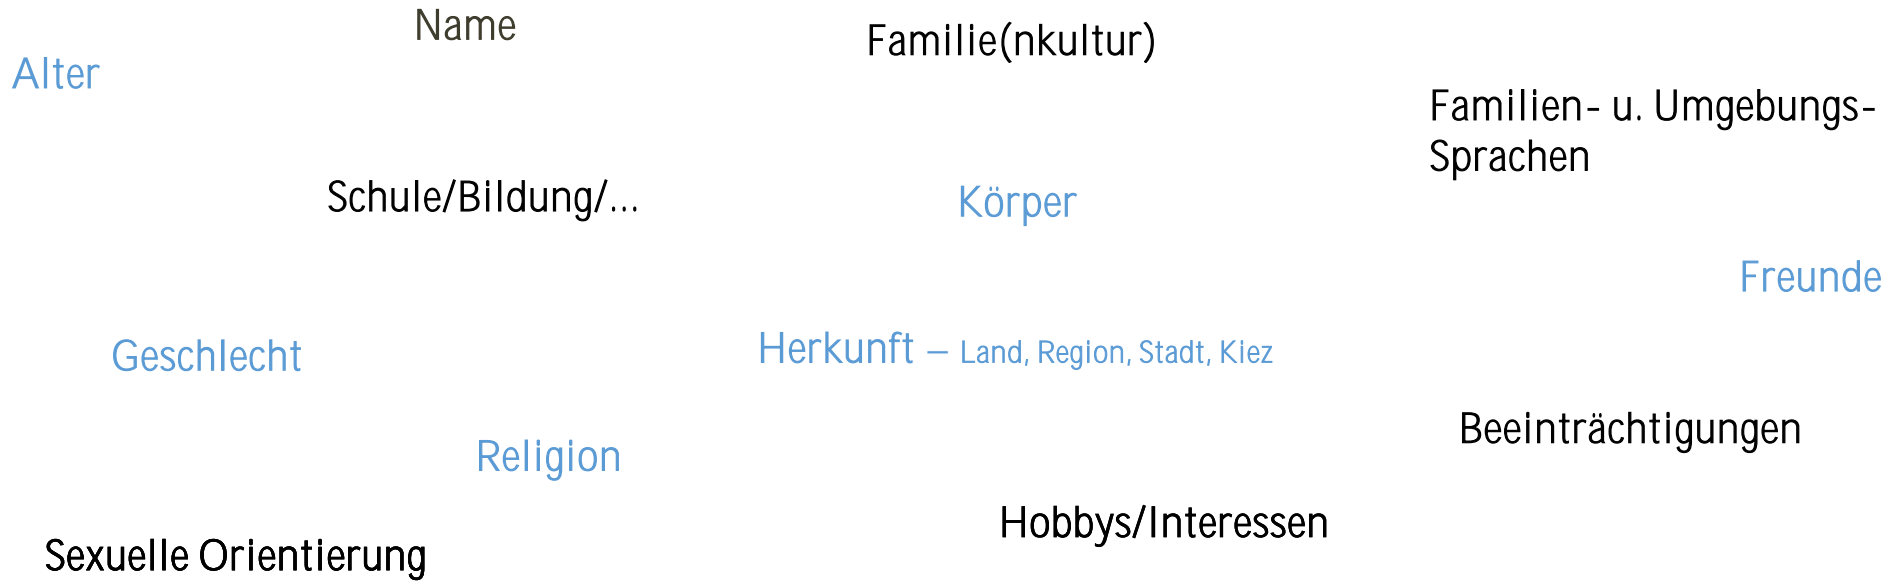 Name
Familie(nkultur)
Alter
Familien- u. Umgebungs-
Sprachen
Schule/Bildung/...
Körper
Freunde
Geschlecht
Herkunft – Land, Region, Stadt, Kiez
Beeinträchtigungen
Religion
Hobbys/Interessen
Sexuelle Orientierung